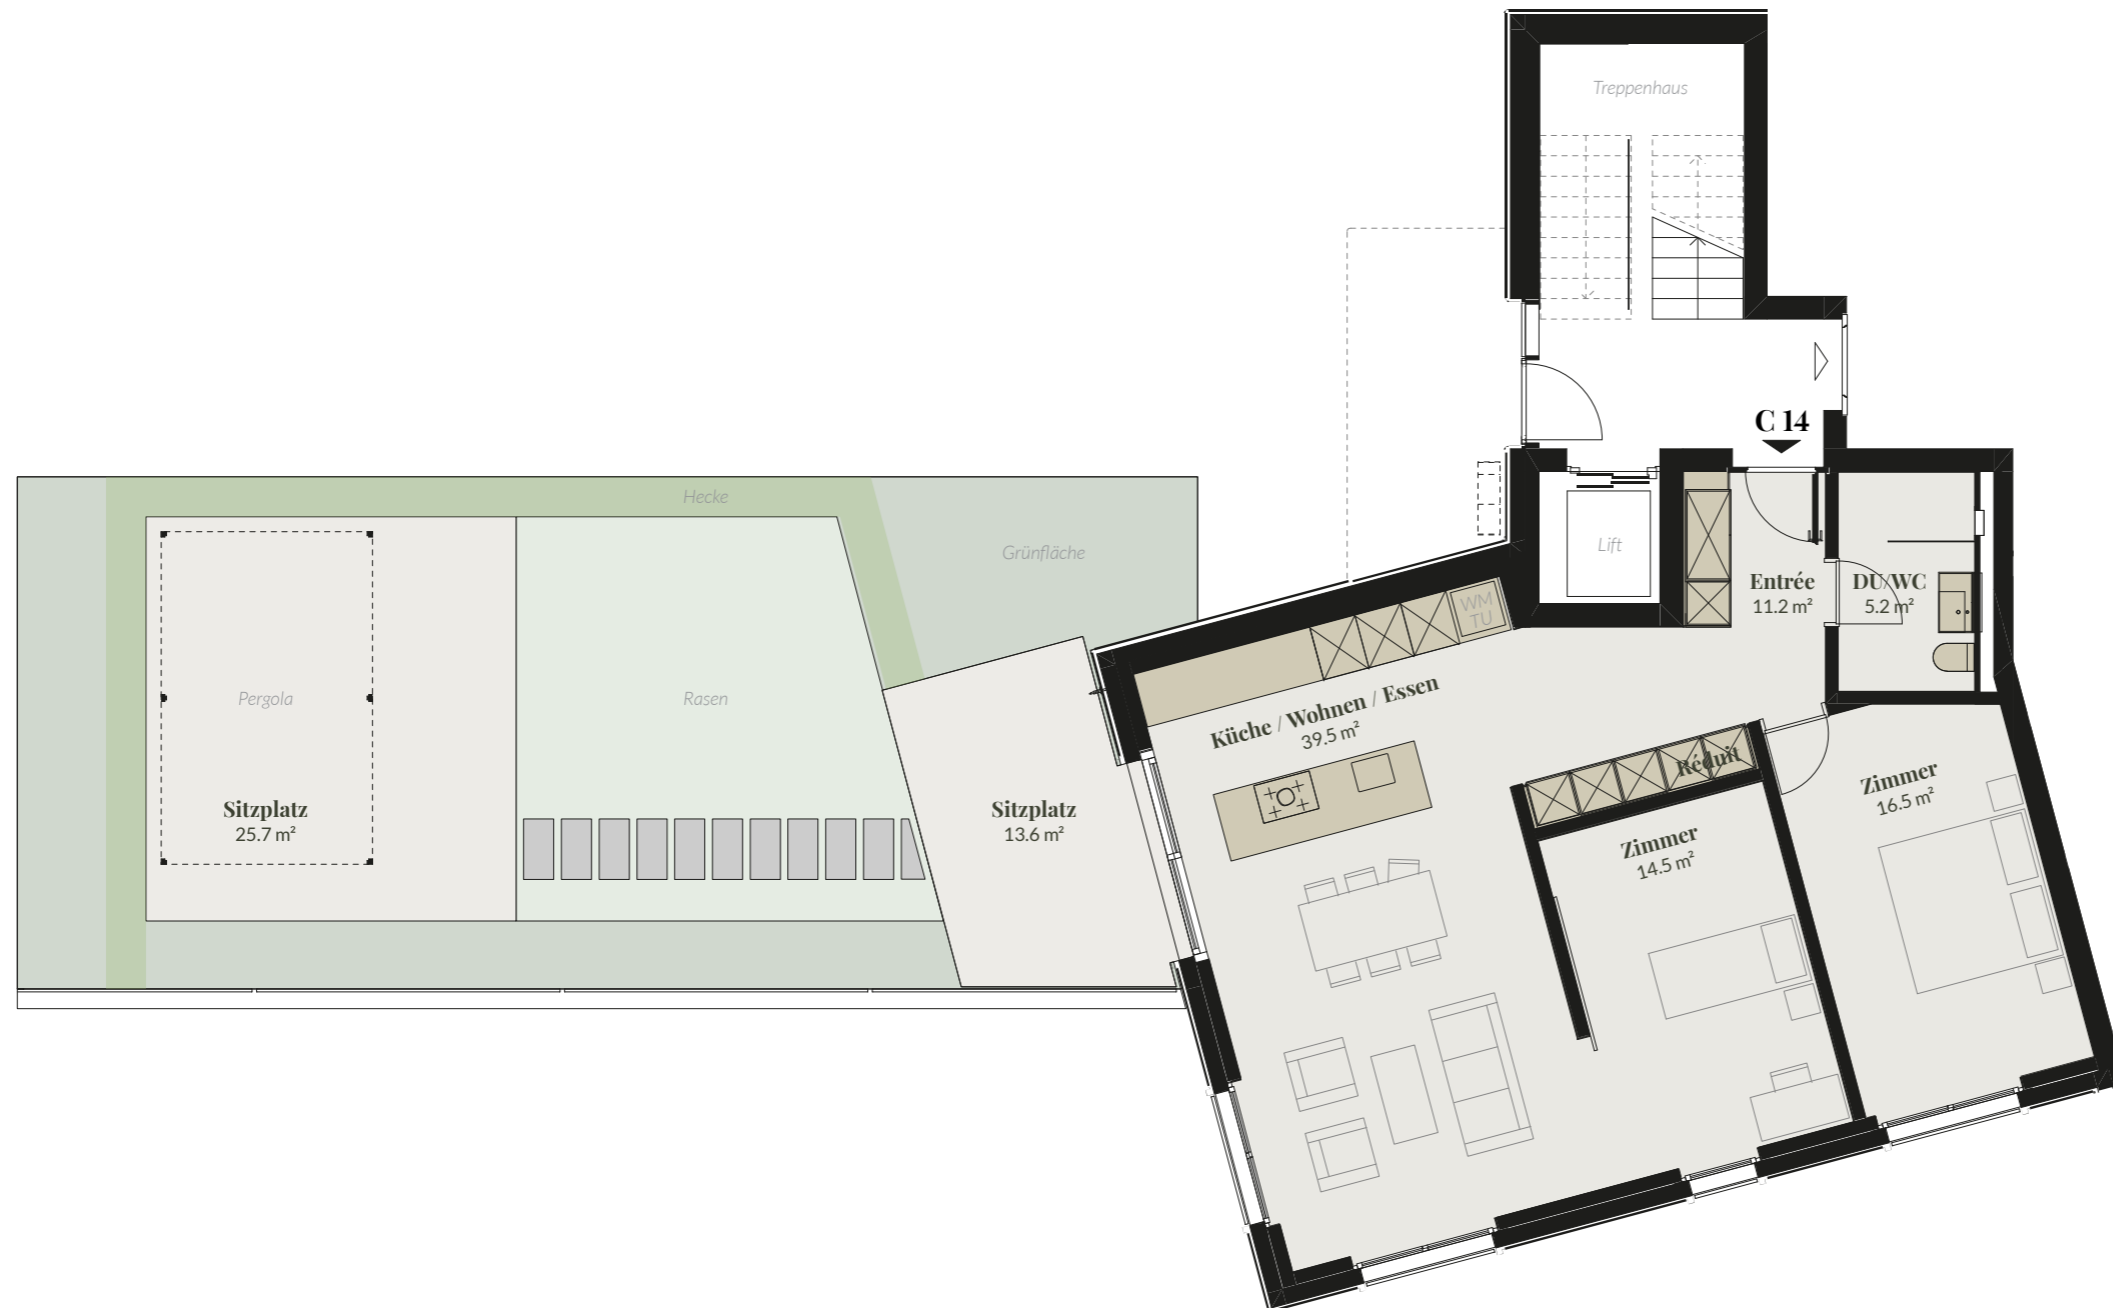 Treppenhaus
C 14
Hecke
Grünfläche
Lift
Entrée
11.2 m²
DU/WC
5.2 m²
WM
TU
Pergola
Rasen
Küche / Wohnen / Essen
39.5 m²
Réduit
Zimmer
16.5 m²
Sitzplatz
25.7 m²
Sitzplatz
13.6 m²
Zimmer
14.5 m²